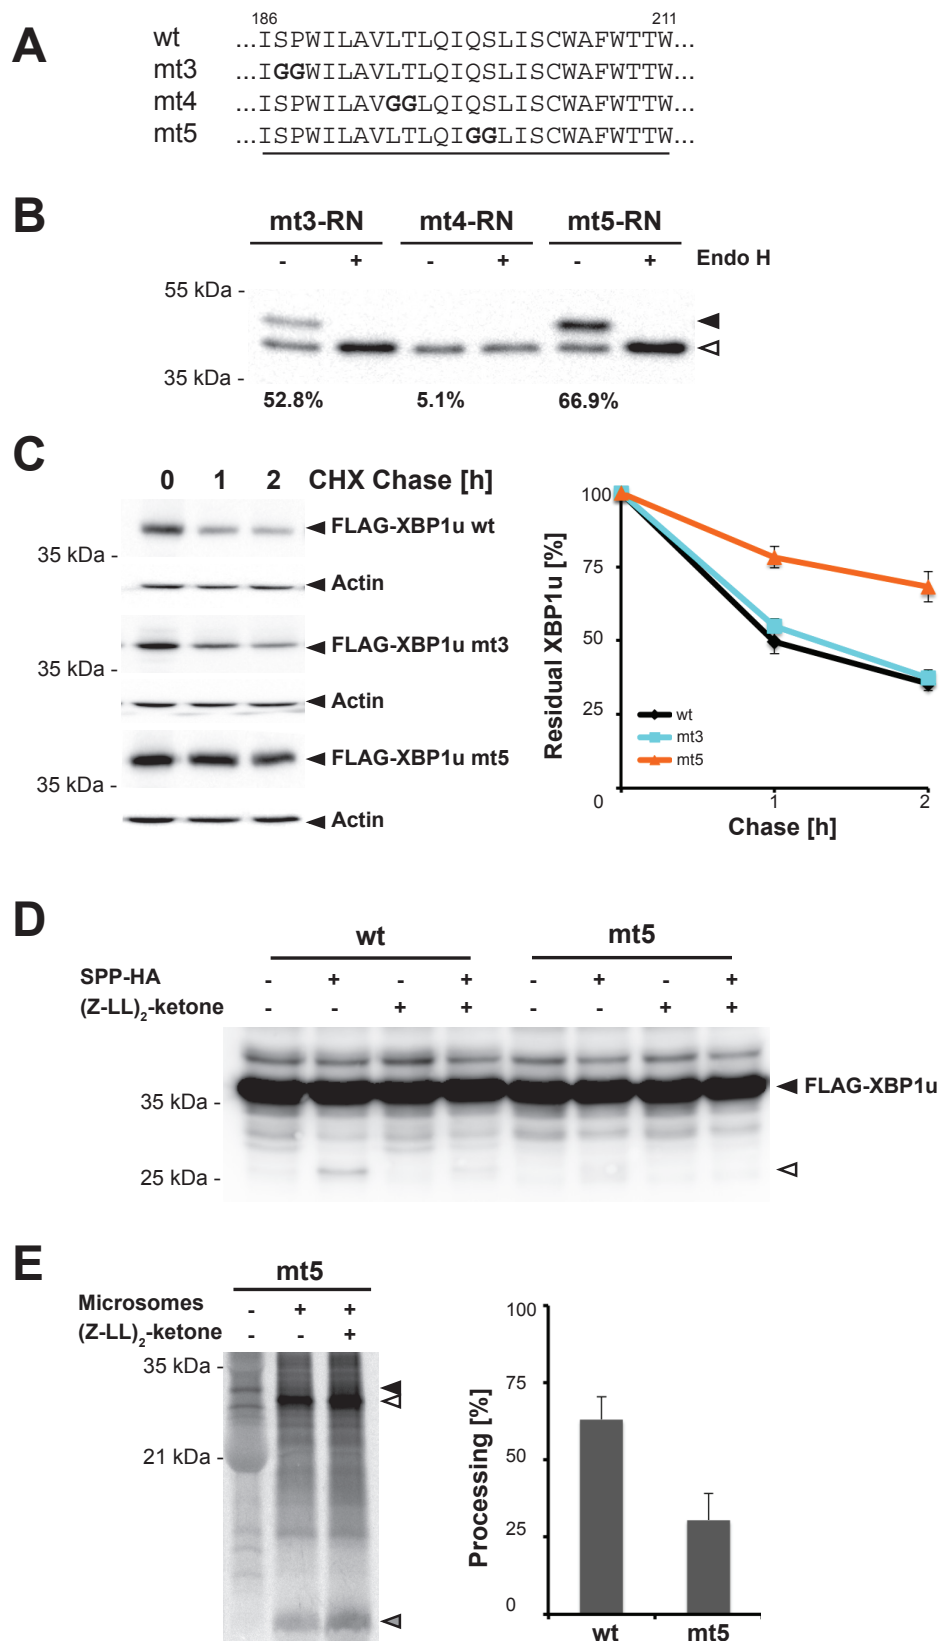 A
186 211
wt ...ISPWILAVLTLQIQSLISCWAFWTTW...
mt3 ...IGGWILAVLTLQIQSLISCWAFWTTW...
mt4 ...ISPWILAVGGLQIQSLISCWAFWTTW...
mt5 ...ISPWILAVLTLQIGGLISCWAFWTTW...
B
mt3-RN mt4-RN mt5-RN
- + - + - + Endo H
55 kDa -
35 kDa -
52.8% 5.1% 66.9%
C
0 1 2 CHX Chase [h]
FLAG-XBP1u wt
35 kDa -
Actin
FLAG-XBP1u mt3
35 kDa -
Actin
FLAG-XBP1u mt5
35 kDa -
Actin
Residual XBP1u [%]
100
75
50
25
0
wt
mt3
mt5
1 2
Chase [h]
D
wt mt5
SPP-HA - + - + - + - +
(Z-LL)2-ketone - - + + - - + +
FLAG-XBP1u
35 kDa -
25 kDa -
E
mt5
Microsomes - + +
(Z-LL)2-ketone - - +
35 kDa -
21 kDa -
Processing [%]
100
75
50
25
0
wt mt5